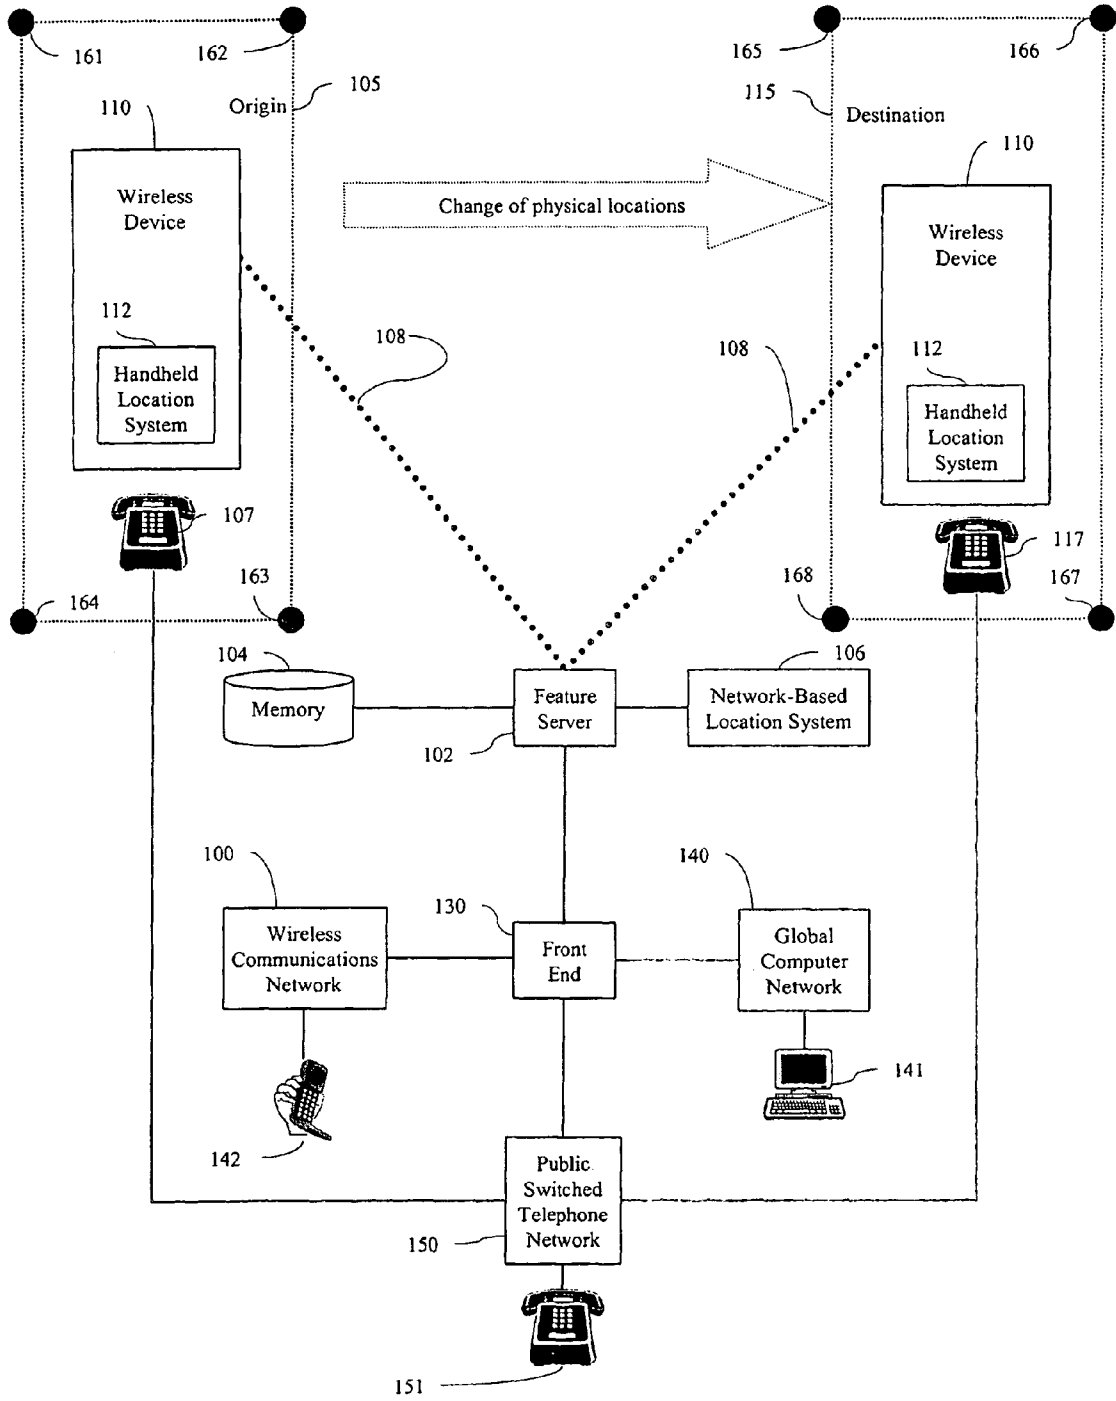 161
162
165
166
Origin
105
115
Destination
110
110
Wireless
Device
Change of physical locations
Wireless
Device
112
108
108
112
Handheld
Location
System
Handheld
Location
System
107
117
164
163
168
167
104
106
Memory
Feature
Server
Network-Based
Location System
102
100
140
130
Wireless
Communications
Network
Front
End
Global
Computer
Network
141
142
Public
Switched
Telephone
Network
150
151